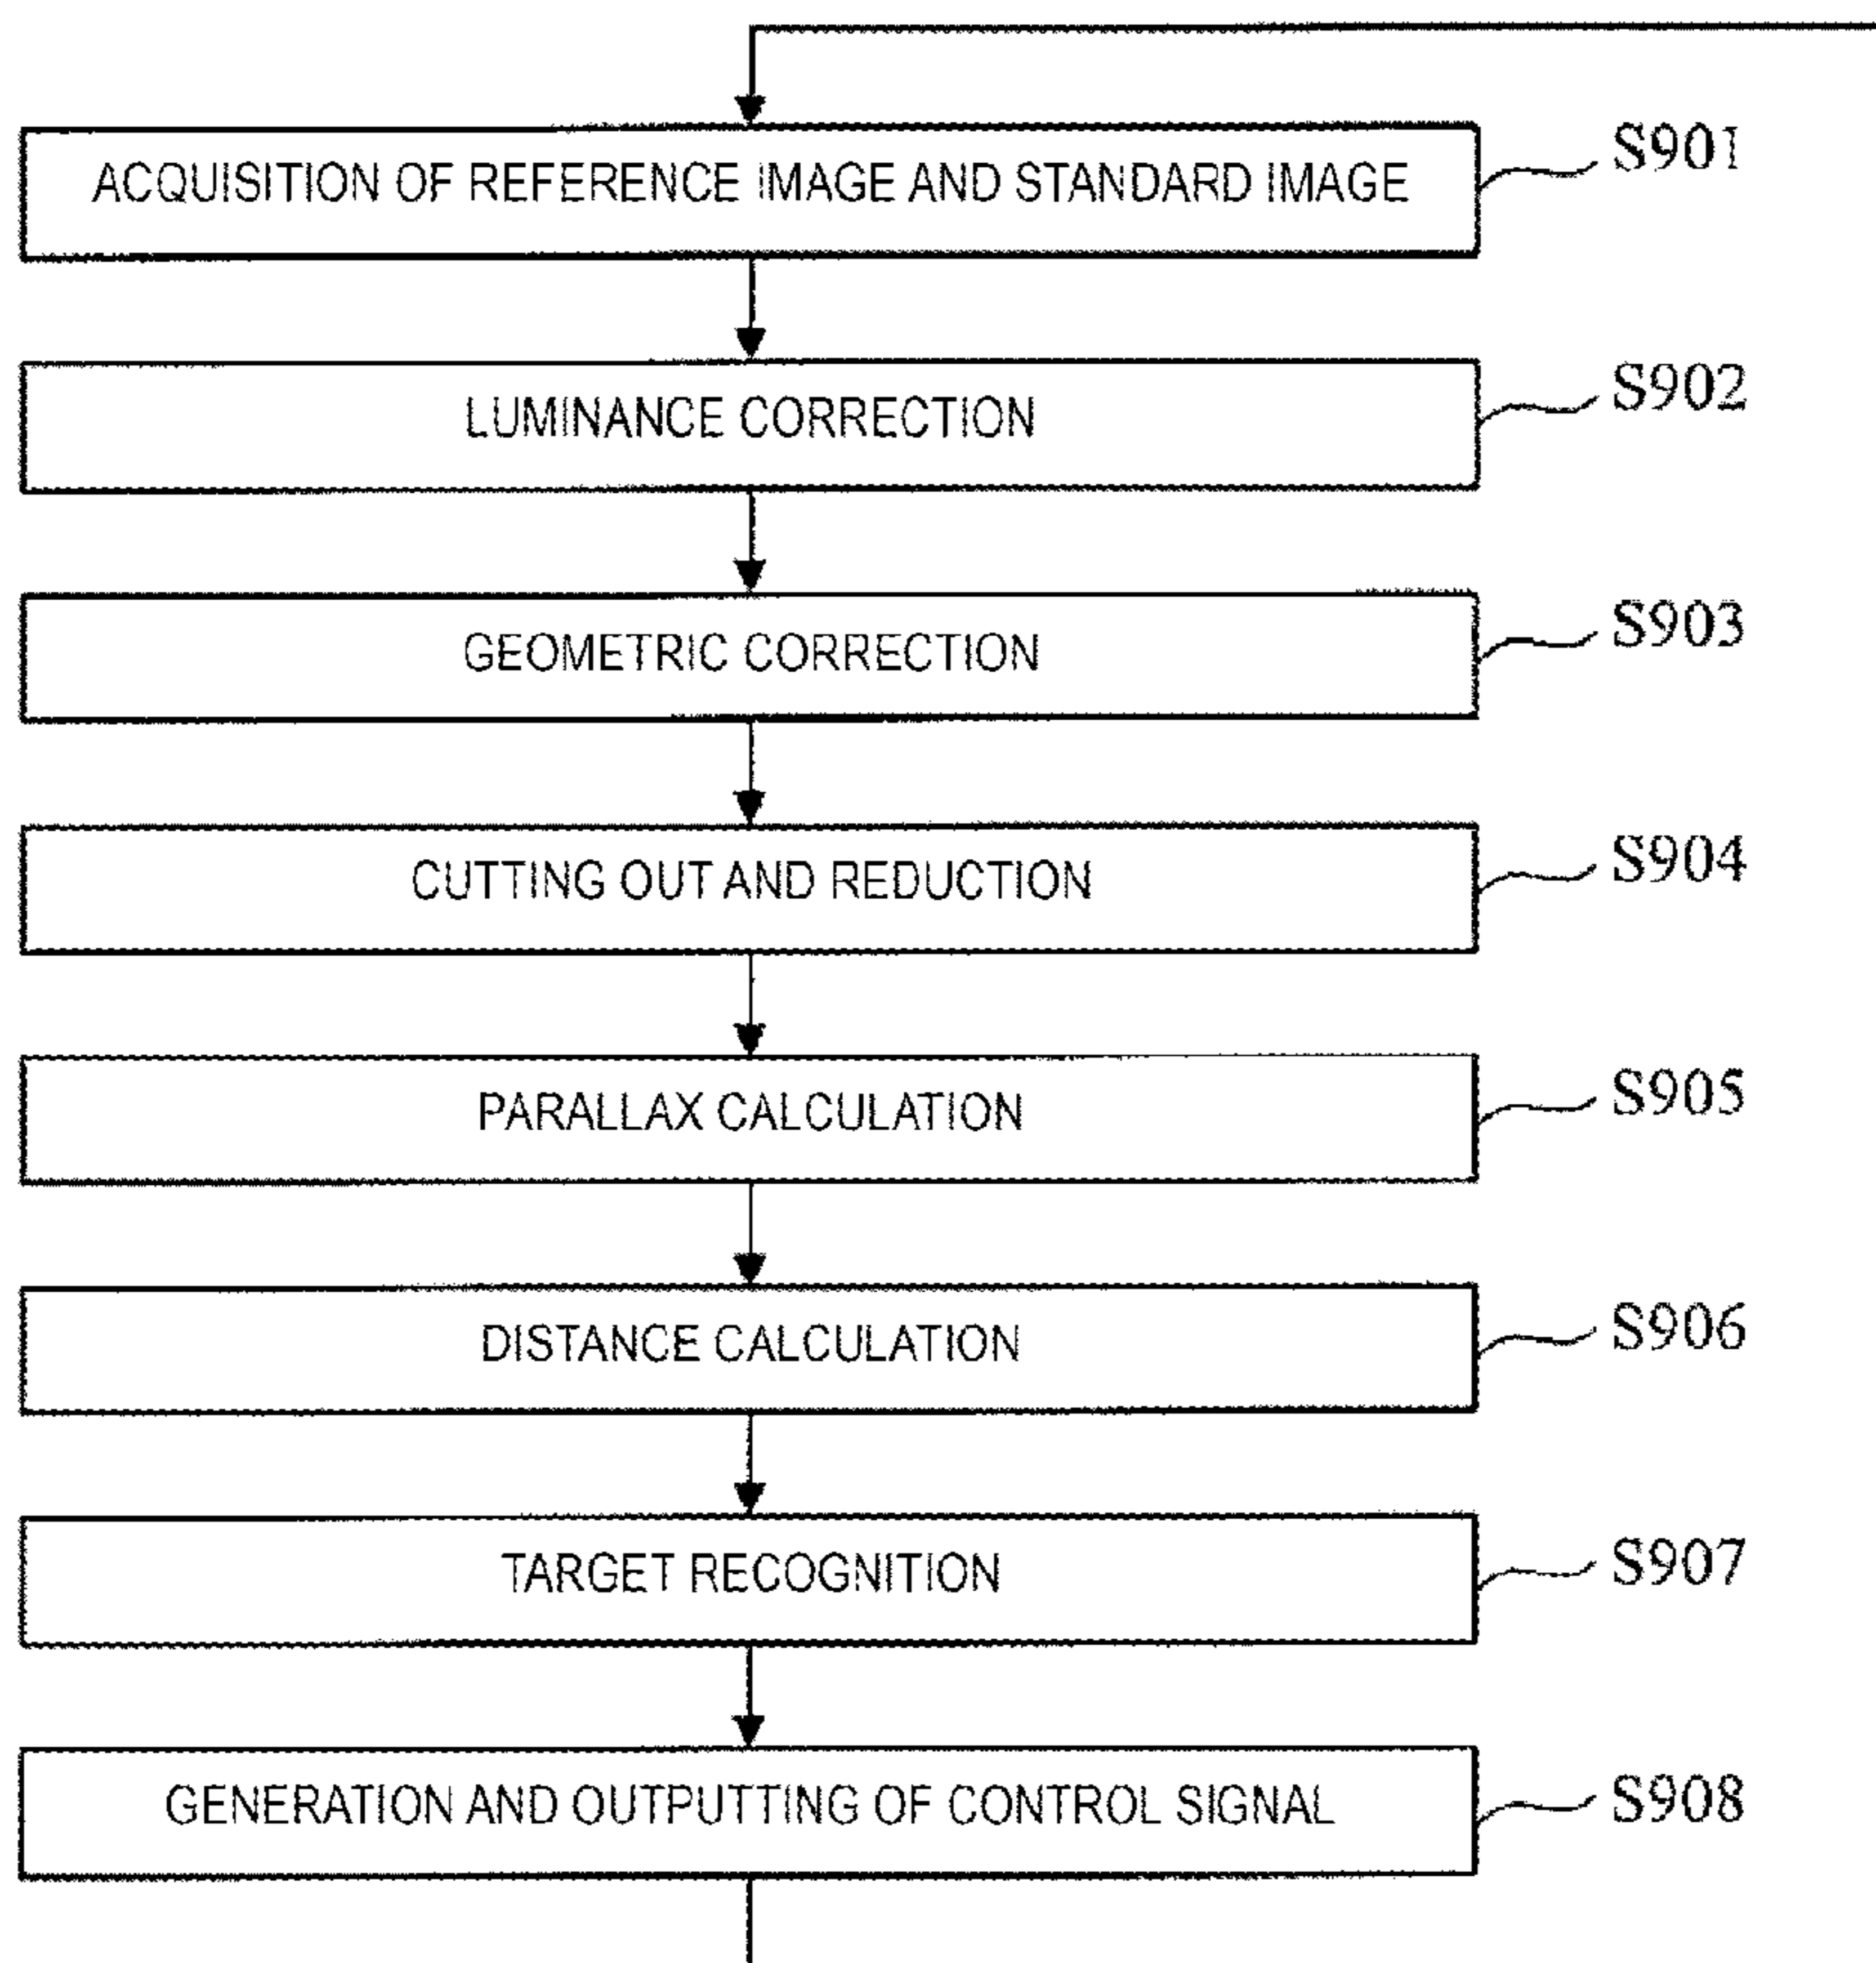 ACQUISITION OF REFERENCE IMAGE AND STANDARD IMAGE S901
LUMINANCE CORRECTION S902
GEOMETRIC CORRECTION S903
CUTTING OUT AND REDUCTION S904
PARALLAX CALCULATION S905
DISTANCE CALCULATION S906
TARGET RECOGNITION S907
GENERATION AND OUTPUTTING OF CONTROL SIGNAL S908